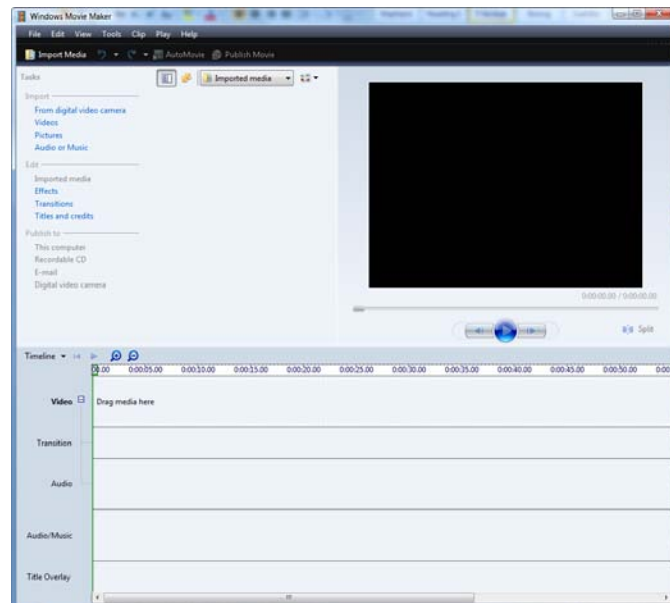 Windows Movie Maker
File Edit View Tools Clip Play Help
Import Media AutoMovie Publish Movie
Tasks
Imported media
Import
From digital video camera
Videos
Pictures
Audio or Music
Edit
Imported media
Effects
Transitions
Titles and credits
Publish to
This computer
Recordable CD
E-mail
Digital video camera
0:00:00.00 / 0:00:00.00
Split
Timeline
00.00 0:00:05.00 0:00:10.00 0:00:15.00 0:00:20.00 0:00:25.00 0:00:30.00 0:00:35.00 0:00:40.00 0:00:45.00 0:00:50.00 0:00
Video Drag media here
Transition
Audio
Audio/Music
Title Overlay